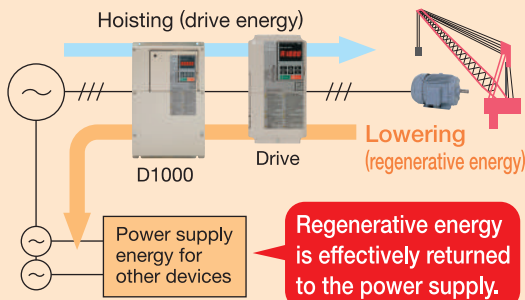 Hoisting (drive energy)
Lowering
(regenerative energy)
Drive
D1000
Power supply
energy for
other devices
Regenerative energy
is effectively returned
to the power supply.